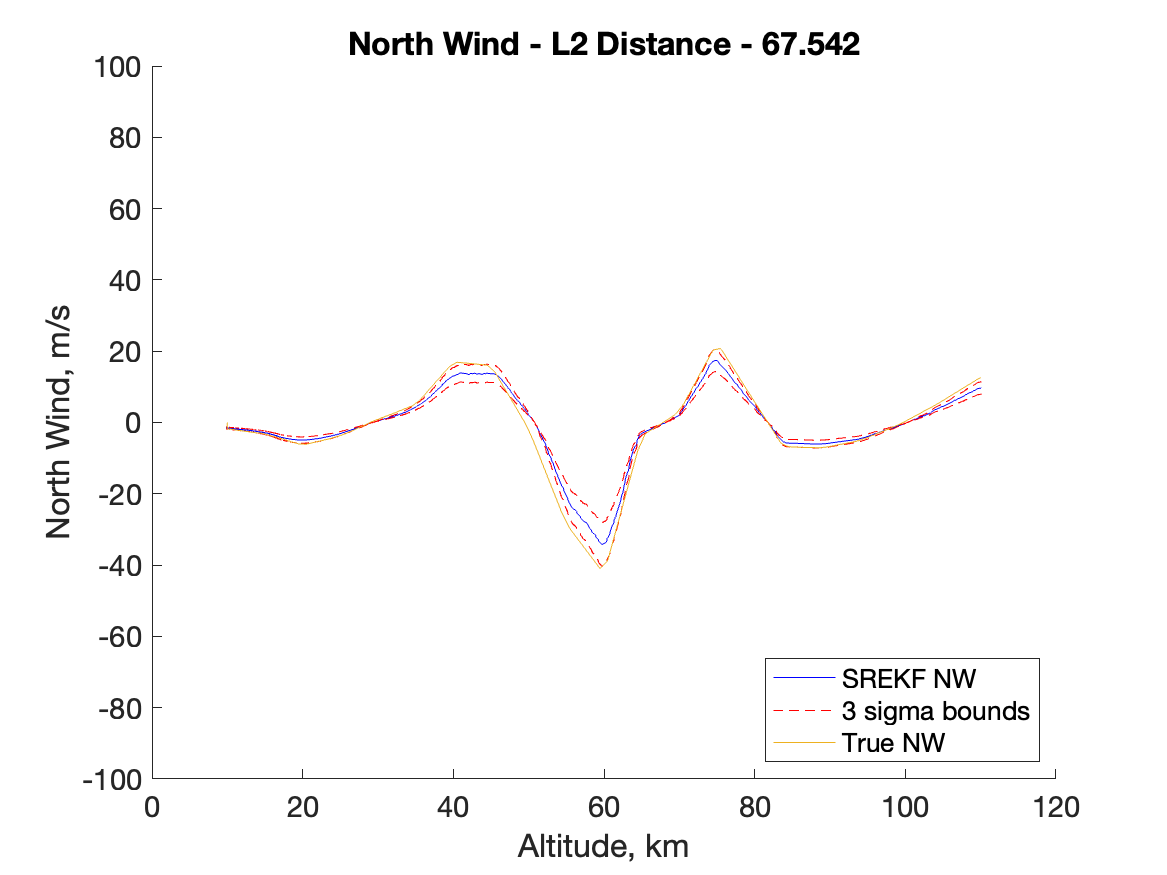 North Wind - L2 Distance - 67.542
100
80
60
40
20
0
-20
-40
-60
-80
-100
North Wind, m/s
0 20 40 60 80 100 120
Altitude, km
SREKF NW
3 sigma bounds
True NW